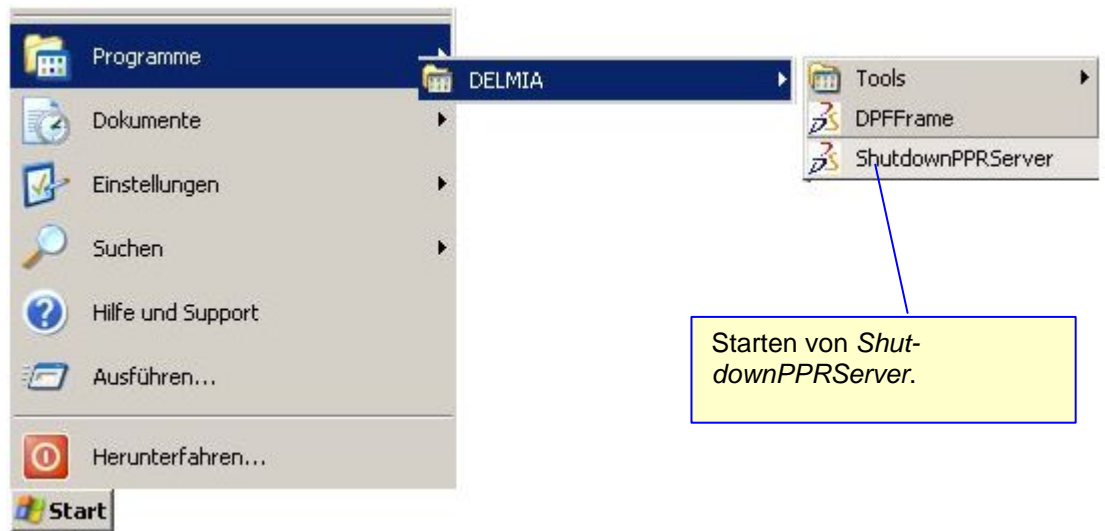 Programme
Dokumente
Einstellungen
Suchen
Hilfe und Support
Ausführen...
Herunterfahren...
Start
DELMIA
Tools
DPFFrame
ShutdownPPRServer
Starten von Shut-
downPPRServer.